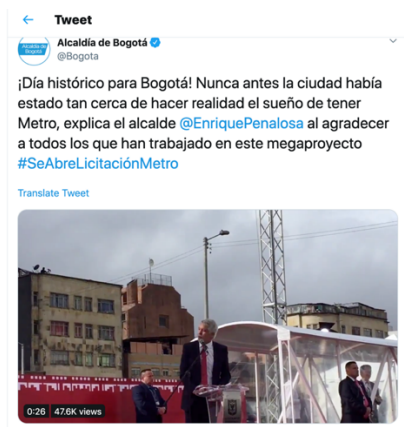 Tweet
Alcaldía de Bogotá
@Bogota
¡Día histórico para Bogotá! Nunca antes la ciudad había
estado tan cerca de hacer realidad el sueño de tener
Metro, explica el alcalde @EnriquePenalosa al agradecer
a todos los que han trabajado en este megaproyecto
#SeAbreLicitaciónMetro
Translate Tweet
0:26 47.6K views